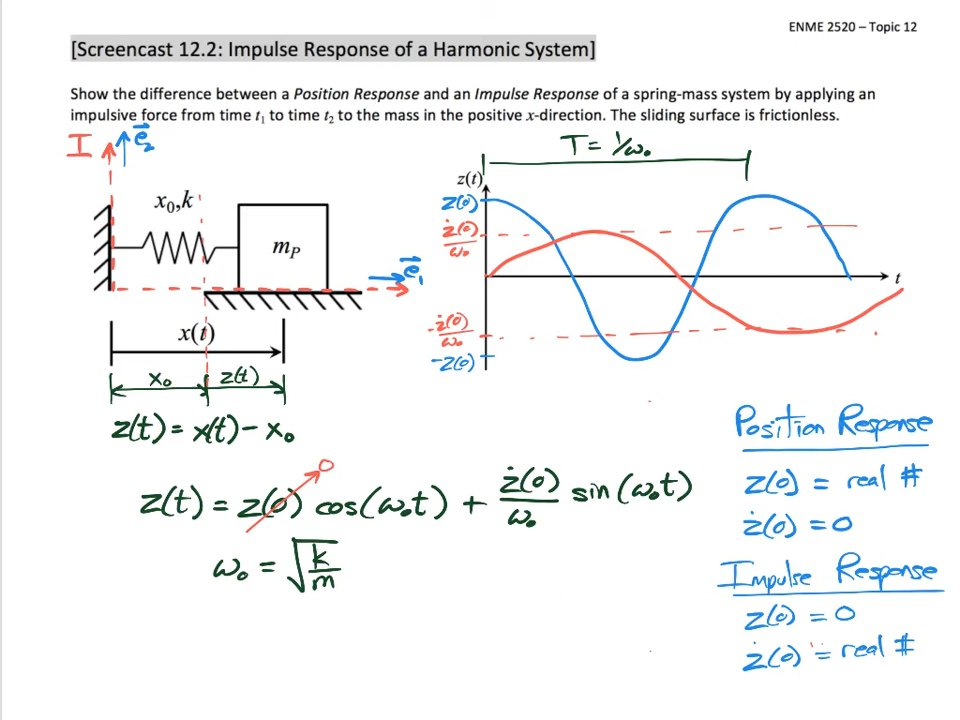 ENME 2520 – Topic 12
[Screencast 12.2: Impulse Response of a Harmonic System]
Show the difference between a Position Response and an Impulse Response of a spring-mass system by applying an
impulsive force from time t₁ to time t₂ to the mass in the positive x-direction. The sliding surface is frictionless.
I
e⃗₂
x₀,k
m_P
e⃗₁
x(t)
x₀
z(t)
z(t) = x(t) − x₀
T = 1/ω₀
z(t)
z(0)
ż(0)/ω₀
t
-ż(0)/ω₀
-z(0)
z(t) = z(0) cos(ω₀t) + ż(0)/ω₀ sin(ω₀t)
0
ω₀ = √(k/m)
Position Response
z(0) = real #
ż(0) = 0
Impulse Response
z(0) = 0
ż(0) = real #